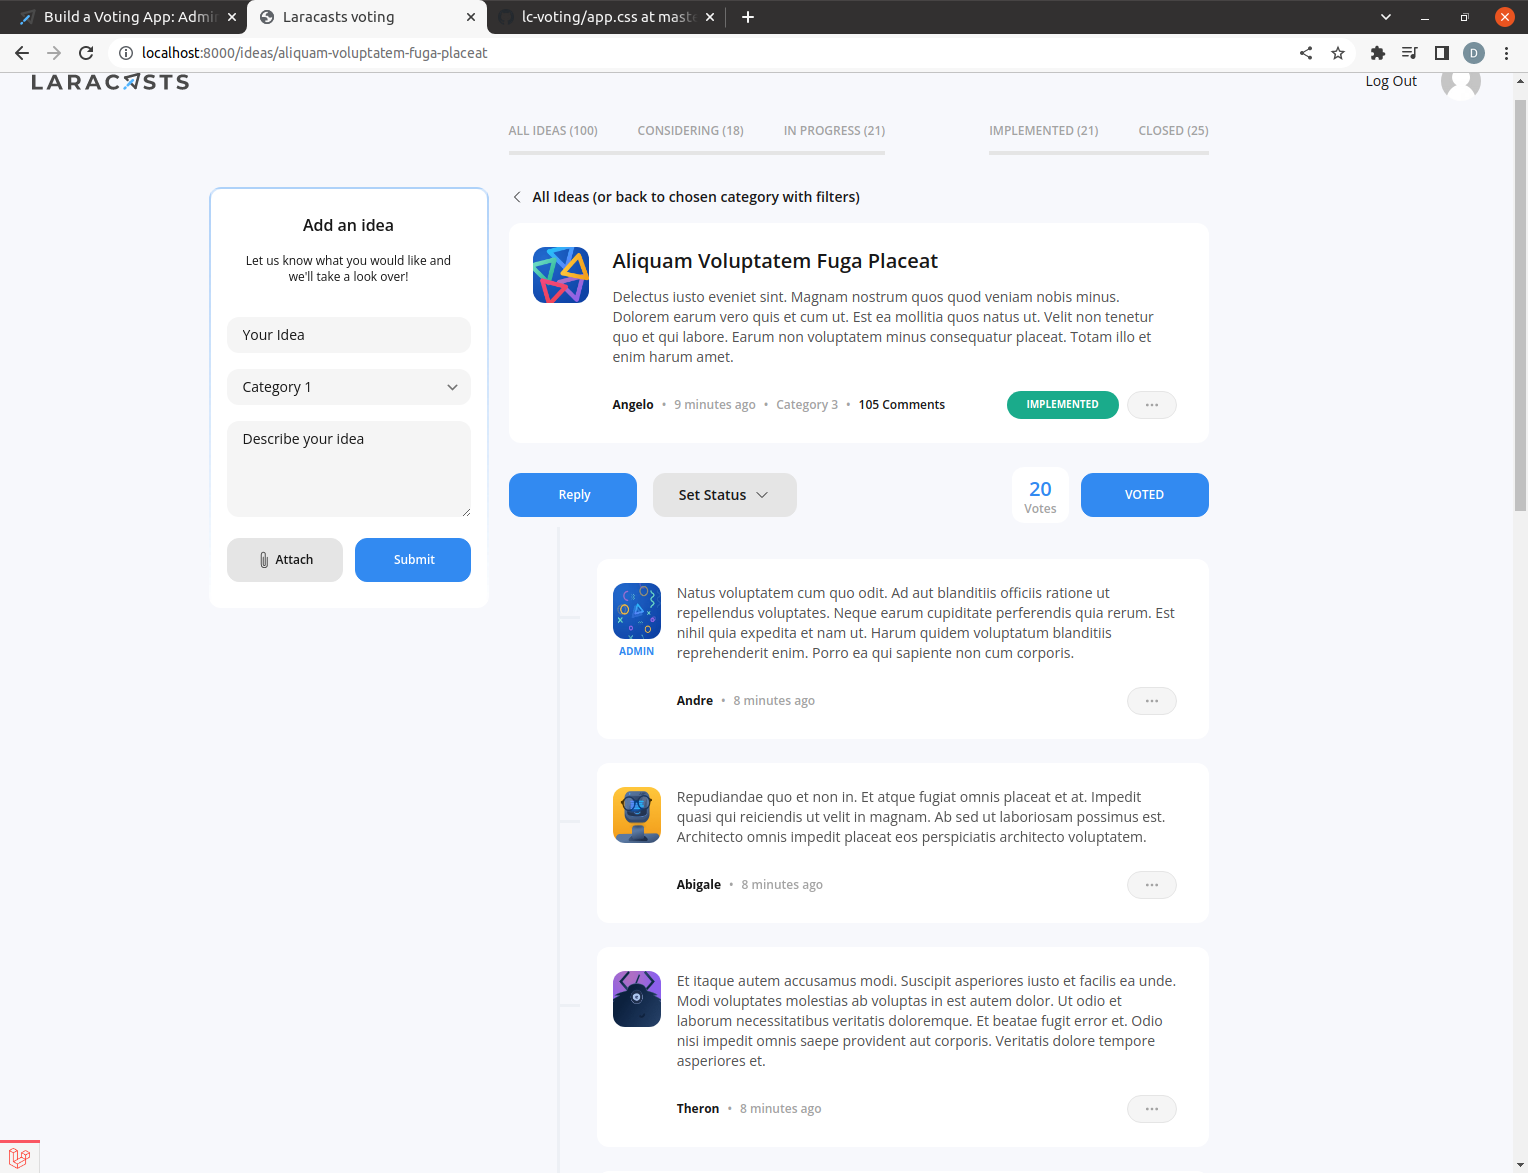 Build a Voting App: Admi
Laracasts voting
lc-voting/app.css at mast
localhost:8000/ideas/aliquam-voluptatem-fuga-placeat
D
LARACASTS
Log Out
ALL IDEAS (100)
CONSIDERING (18)
IN PROGRESS (21)
IMPLEMENTED (21)
CLOSED (25)
Add an idea
Let us know what you would like and
we'll take a look over!
Your Idea
Category 1
Describe your idea
Attach
Submit
All Ideas (or back to chosen category with filters)
Aliquam Voluptatem Fuga Placeat
Delectus iusto eveniet sint. Magnam nostrum quos quod veniam nobis minus.
Dolorem earum vero quis et cum ut. Est ea mollitia quos natus ut. Velit non tenetur
quo et qui labore. Earum non voluptatem minus consequatur placeat. Totam illo et
enim harum amet.
Angelo • 9 minutes ago • Category 3 • 105 Comments
IMPLEMENTED
Reply
Set Status
20
Votes
VOTED
Natus voluptatem cum quo odit. Ad aut blanditiis officiis ratione ut
repellendus voluptates. Neque earum cupiditate perferendis quia rerum. Est
nihil quia expedita et nam ut. Harum quidem voluptatum blanditiis
reprehenderit enim. Porro ea qui sapiente non cum corporis.
ADMIN
Andre • 8 minutes ago
Repudiandae quo et non in. Et atque fugiat omnis placeat et at. Impedit
quasi qui reiciendis ut velit in magnam. Ab sed ut laboriosam possimus est.
Architecto omnis impedit placeat eos perspiciatis architecto voluptatem.
Abigale • 8 minutes ago
Et itaque autem accusamus modi. Suscipit asperiores iusto et facilis ea unde.
Modi voluptates molestias ab voluptas in est autem dolor. Ut odio et
laborum necessitatibus veritatis doloremque. Et beatae fugit error et. Odio
nisi impedit omnis saepe provident aut corporis. Veritatis dolore tempore
asperiores et.
Theron • 8 minutes ago